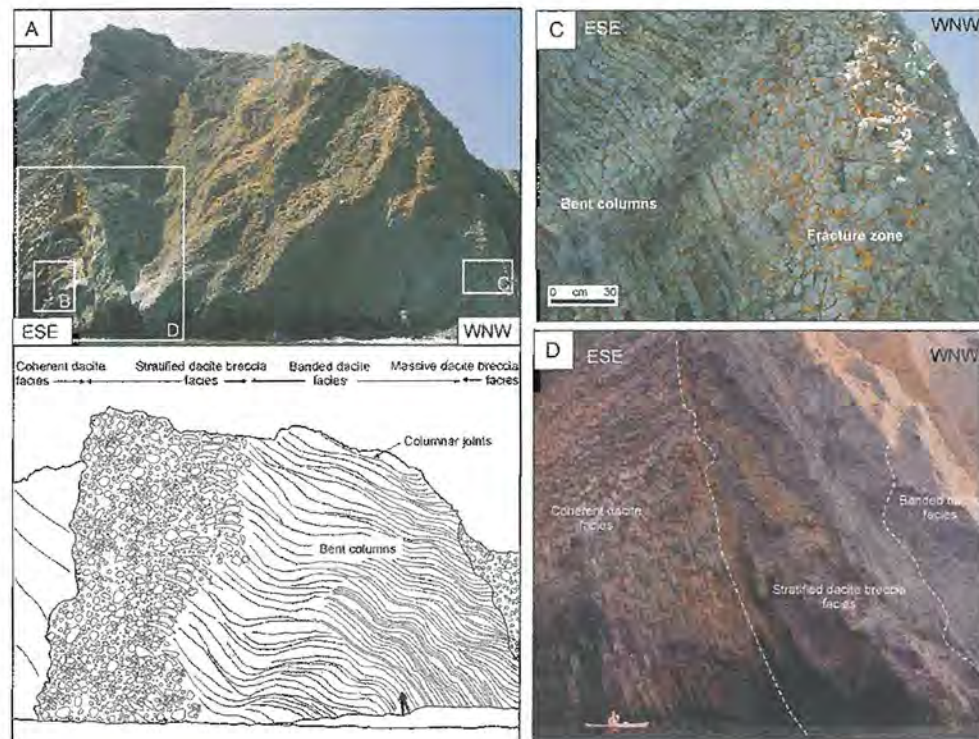 A
B
D
C
ESE
WNW
Coherent dacite
facies
Stratified dacite breccia
facies
Banded dacite
facies
Massive dacite breccia
facies
Columnar joints
Bent columns
C
ESE
WNW
Bent columns
Fracture zone
0 cm 30
D
ESE
WNW
Coherent dacite
facies
Banded
facies
Stratified dacite breccia
facies